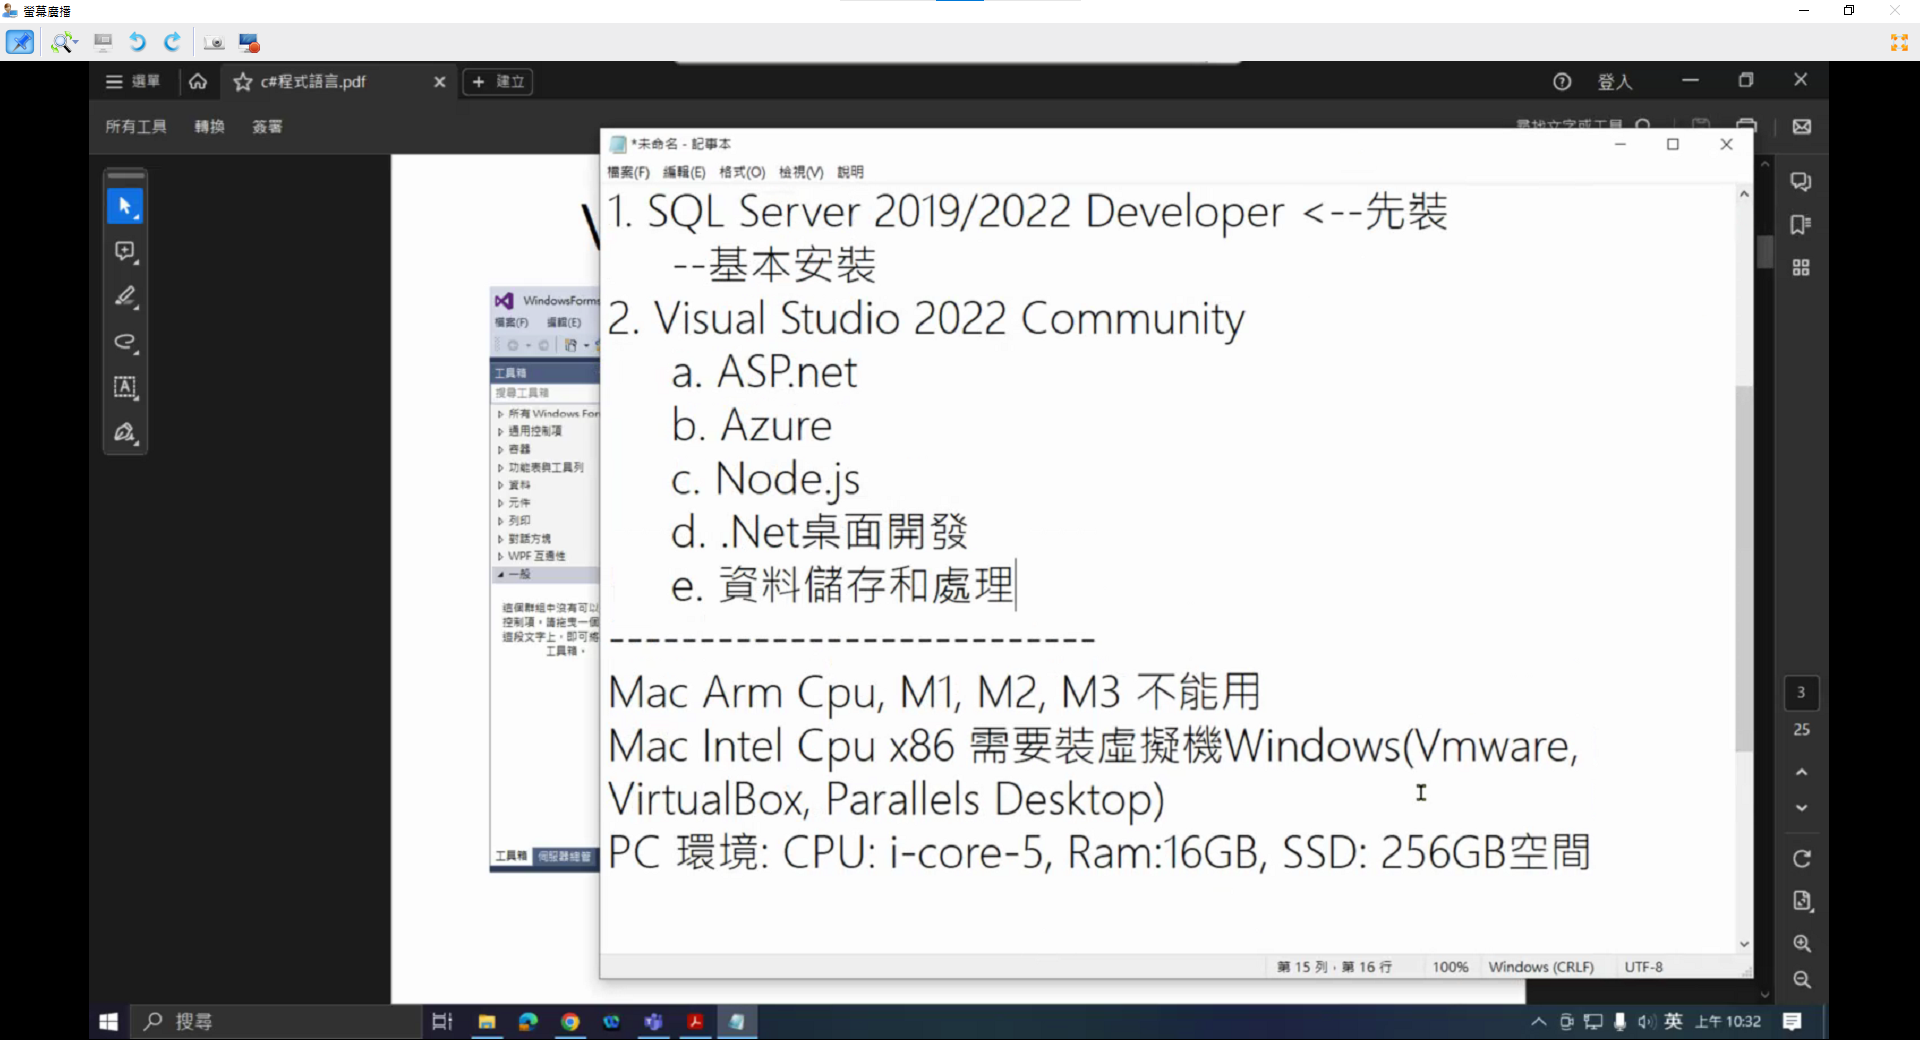 螢幕廣播
選單
c#程式語言.pdf
建立
登入
所有工具
轉換
簽署
尋找文字或工具
*未命名 - 記事本
檔案(F) 編輯(E) 格式(O) 檢視(V) 說明
1. SQL Server 2019/2022 Developer <--先裝
--基本安裝
2. Visual Studio 2022 Community
a. ASP.net
b. Azure
c. Node.js
d. .Net桌面開發
e. 資料儲存和處理
---------------------------
Mac Arm Cpu, M1, M2, M3 不能用
Mac Intel Cpu x86 需要裝虛擬機Windows(Vmware,
VirtualBox, Parallels Desktop)
PC 環境: CPU: i-core-5, Ram:16GB, SSD: 256GB空間
第 15 列，第 16 行
100%
Windows (CRLF)
UTF-8
WindowsForms
檔案(F) 編輯(E)
工具箱
搜尋工具箱
所有 Windows For
通用控制項
容器
功能表與工具列
資料
元件
列印
對話方塊
WPF 互通性
一般
這個群組中沒有可以
控制項，請拖曳一個
這段文字上，即可
工具箱。
工具箱 伺服器總管
3
25
搜尋
英
上午 10:32